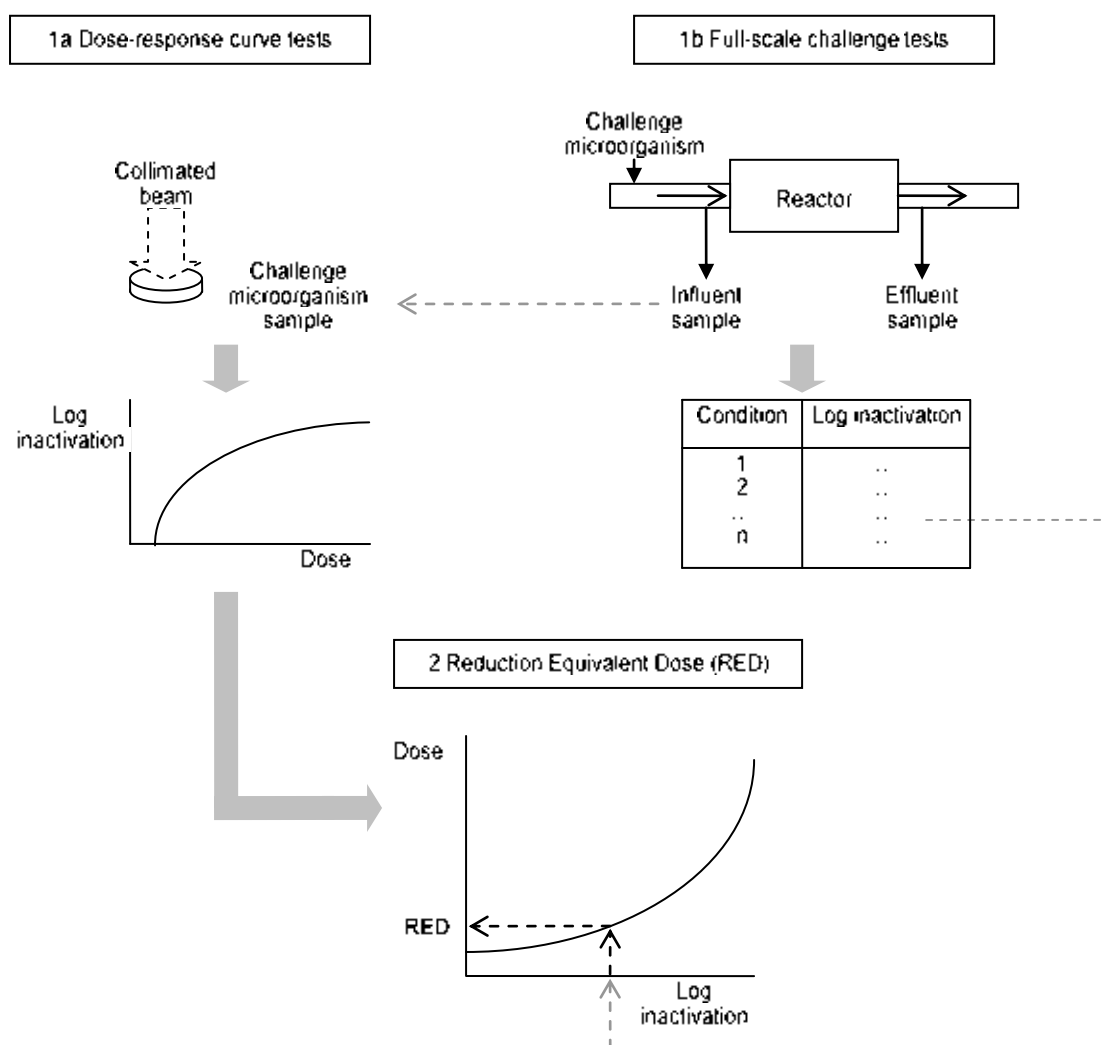 1a Dose-response curve tests
1b Full-scale challenge tests
Challenge
microorganism
Reactor
Collimated
beam
Challenge
microorganism
sample
Influent
sample
Effluent
sample
Log
inactivation
Dose
Condition Log inactivation
1 ..
2 ..
.. ..
n ..
2 Reduction Equivalent Dose (RED)
Dose
RED
Log
inactivation